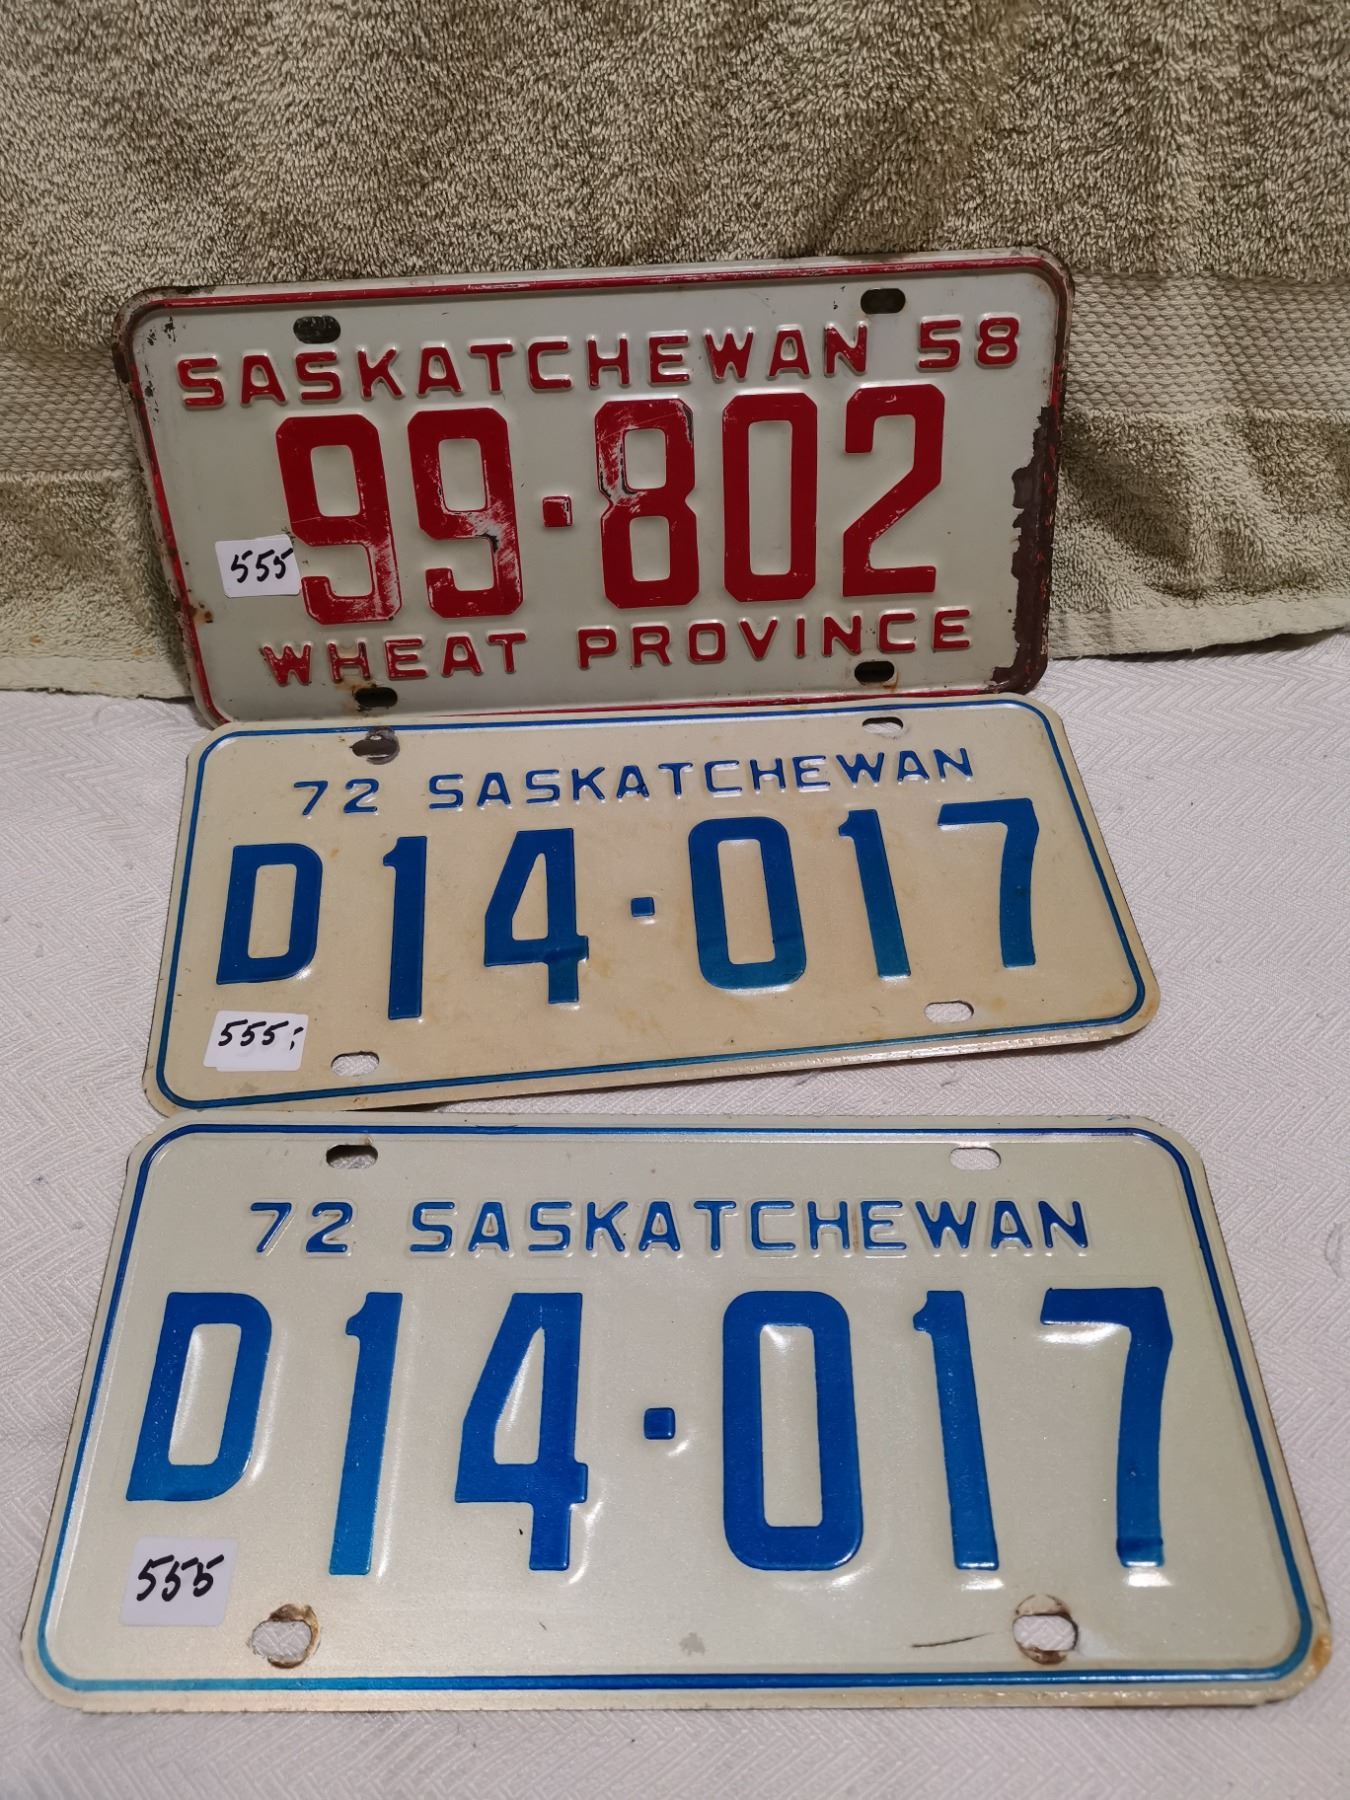 SASKATCHEWAN 58
99·802
555
WHEAT PROVINCE
72 SASKATCHEWAN
D14·017
555;
72 SASKATCHEWAN
D14·017
555